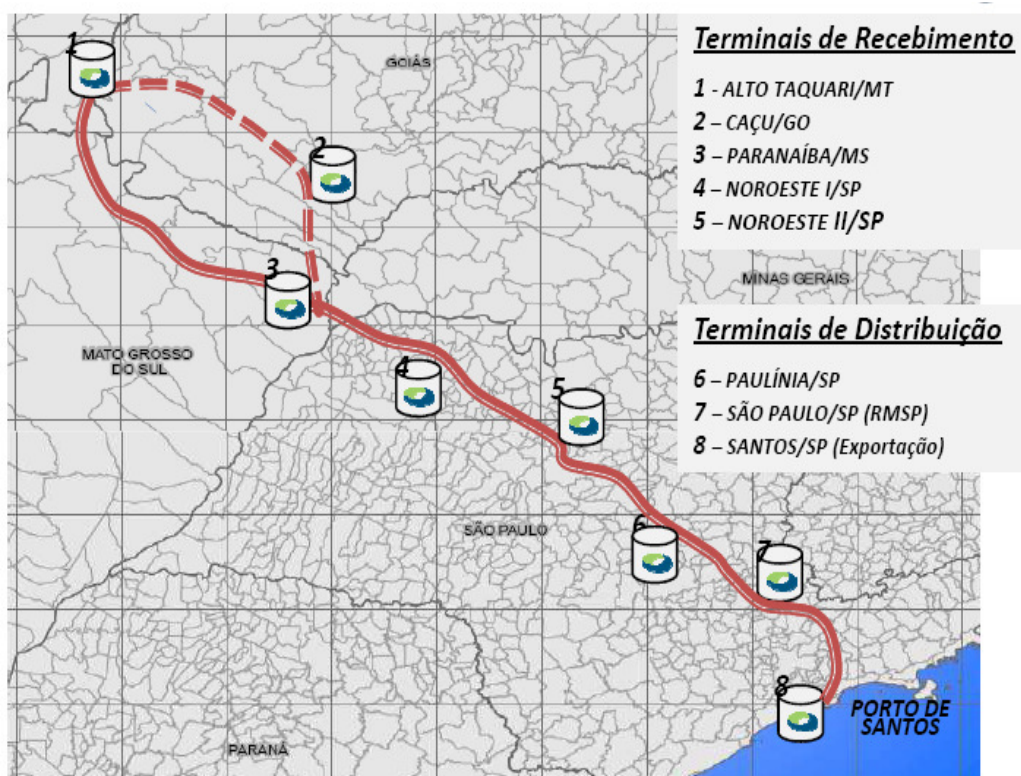 Terminais de Recebimento
1 - ALTO TAQUARI/MT
2 – CAÇU/GO
3 – PARANAÍBA/MS
4 – NOROESTE I/SP
5 – NOROESTE II/SP
Terminais de Distribuição
6 – PAULÍNIA/SP
7 – SÃO PAULO/SP (RMSP)
8 – SANTOS/SP (Exportação)
1
GOIÁS
2
3
MINAS GERAIS
MATO GROSSO
DO SUL
4
5
SÃO PAULO
6
7
8
PORTO DE
SANTOS
PARANÁ